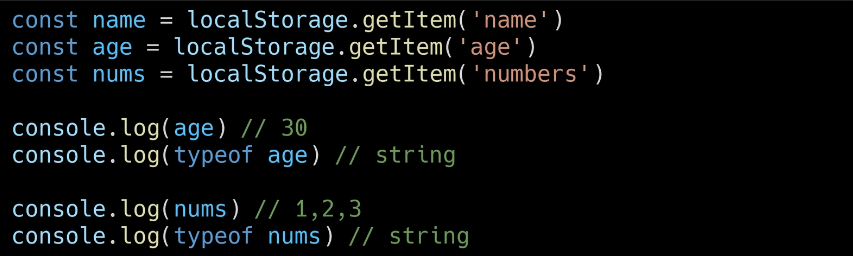 const name = localStorage.getItem('name')
const age = localStorage.getItem('age')
const nums = localStorage.getItem('numbers')
console.log(age) // 30
console.log(typeof age) // string
console.log(nums) // 1,2,3
console.log(typeof nums) // string